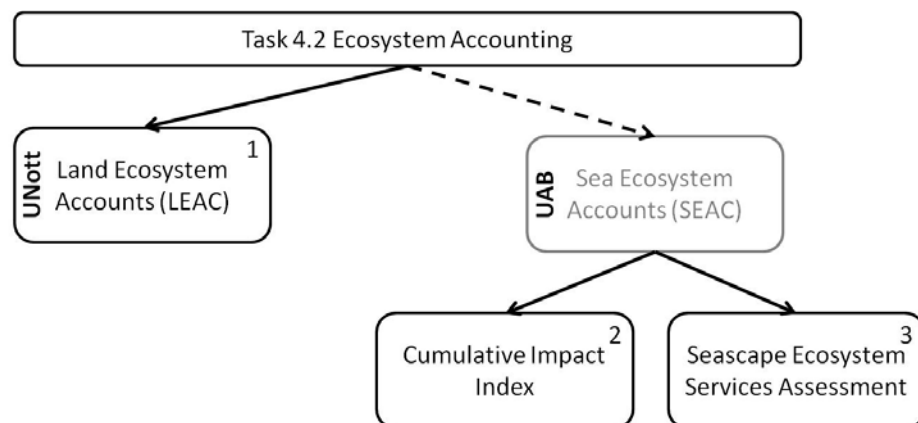 Task 4.2 Ecosystem Accounting
UNott
1
Land Ecosystem
Accounts (LEAC)
UAB
Sea Ecosystem
Accounts (SEAC)
2
Cumulative Impact
Index
3
Seascape Ecosystem
Services Assessment